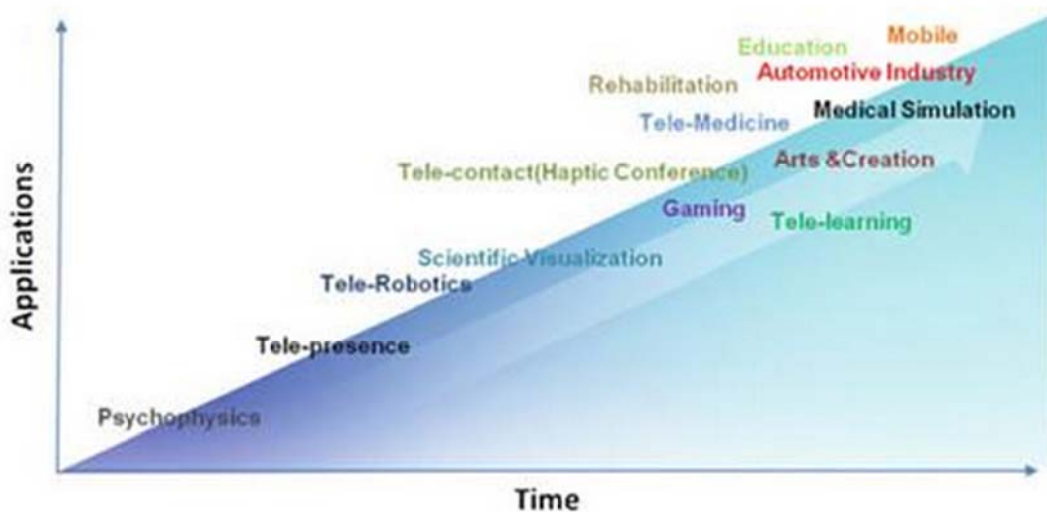 Mobile
Education
Automotive Industry
Rehabilitation
Medical Simulation
Tele-Medicine
Arts &Creation
Tele-contact(Haptic Conference)
Gaming
Tele-learning
Scientific Visualization
Tele-Robotics
Tele-presence
Psychophysics
Applications
Time